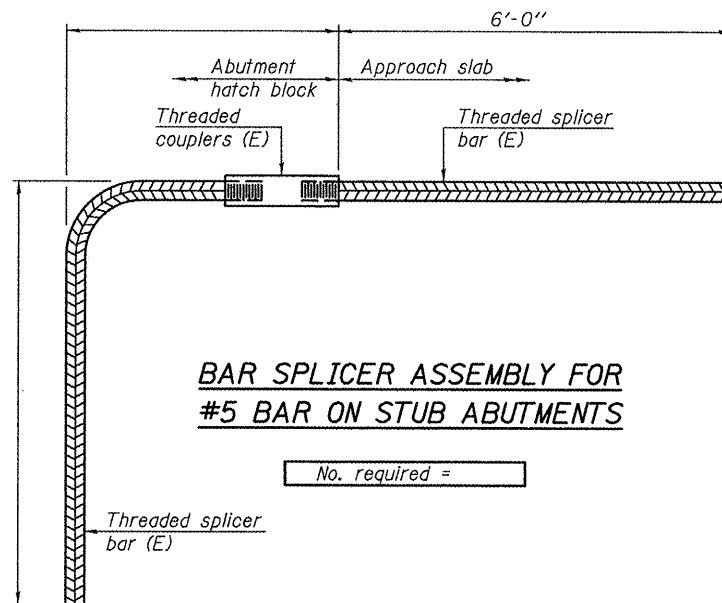 6'-0"
Abutment
hatch block
Approach slab
Threaded
couplers (E)
Threaded splicer
bar (E)
BAR SPLICER ASSEMBLY FOR
#5 BAR ON STUB ABUTMENTS
No. required =
Threaded splicer
bar (E)